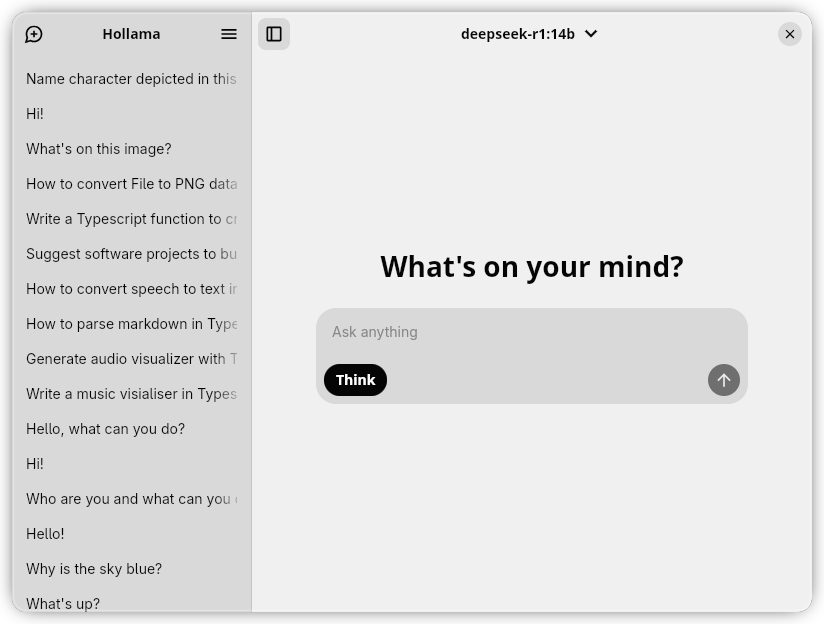 Hollama
Name character depicted in this
Hi!
What's on this image?
How to convert File to PNG data
Write a Typescript function to cr
Suggest software projects to bu
How to convert speech to text in
How to parse markdown in Type
Generate audio visualizer with T
Write a music visialiser in Types
Hello, what can you do?
Hi!
Who are you and what can you
Hello!
Why is the sky blue?
What's up?
deepseek-r1:14b
What's on your mind?
Ask anything
Think